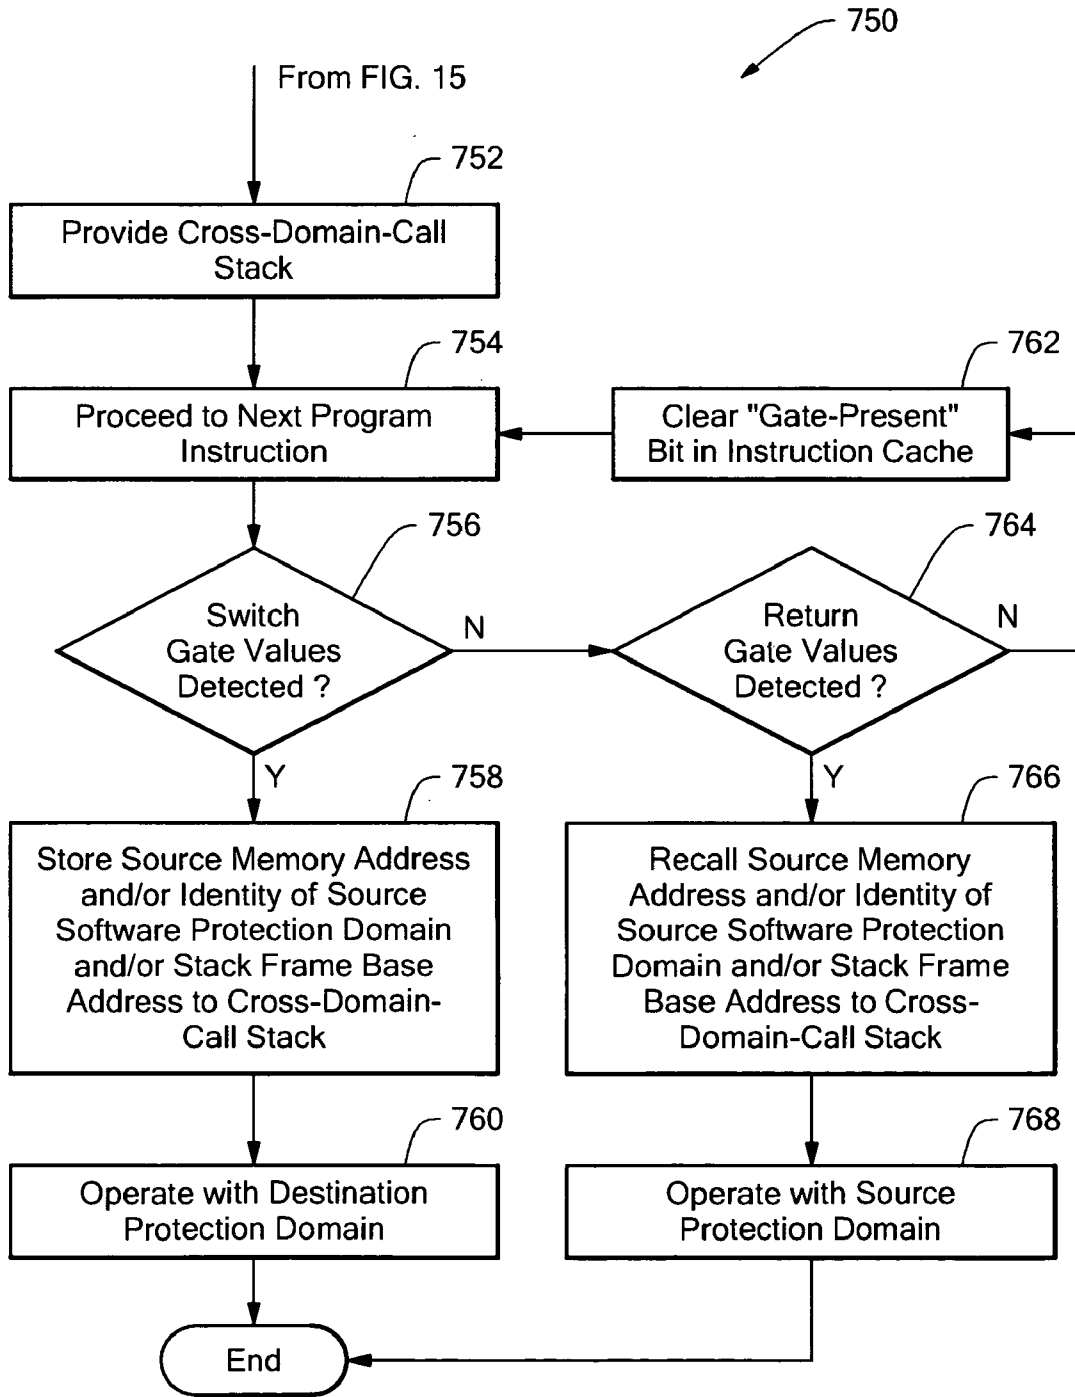 750
From FIG. 15
752
Provide Cross-Domain-Call
Stack
754
Proceed to Next Program
Instruction
762
Clear "Gate-Present"
Bit in Instruction Cache
756
Switch
Gate Values
Detected ?
N
Y
764
Return
Gate Values
Detected ?
N
Y
758
Store Source Memory Address
and/or Identity of Source
Software Protection Domain
and/or Stack Frame Base
Address to Cross-Domain-
Call Stack
766
Recall Source Memory
Address and/or Identity of
Source Software Protection
Domain and/or Stack Frame
Base Address to Cross-
Domain-Call Stack
760
Operate with Destination
Protection Domain
768
Operate with Source
Protection Domain
End